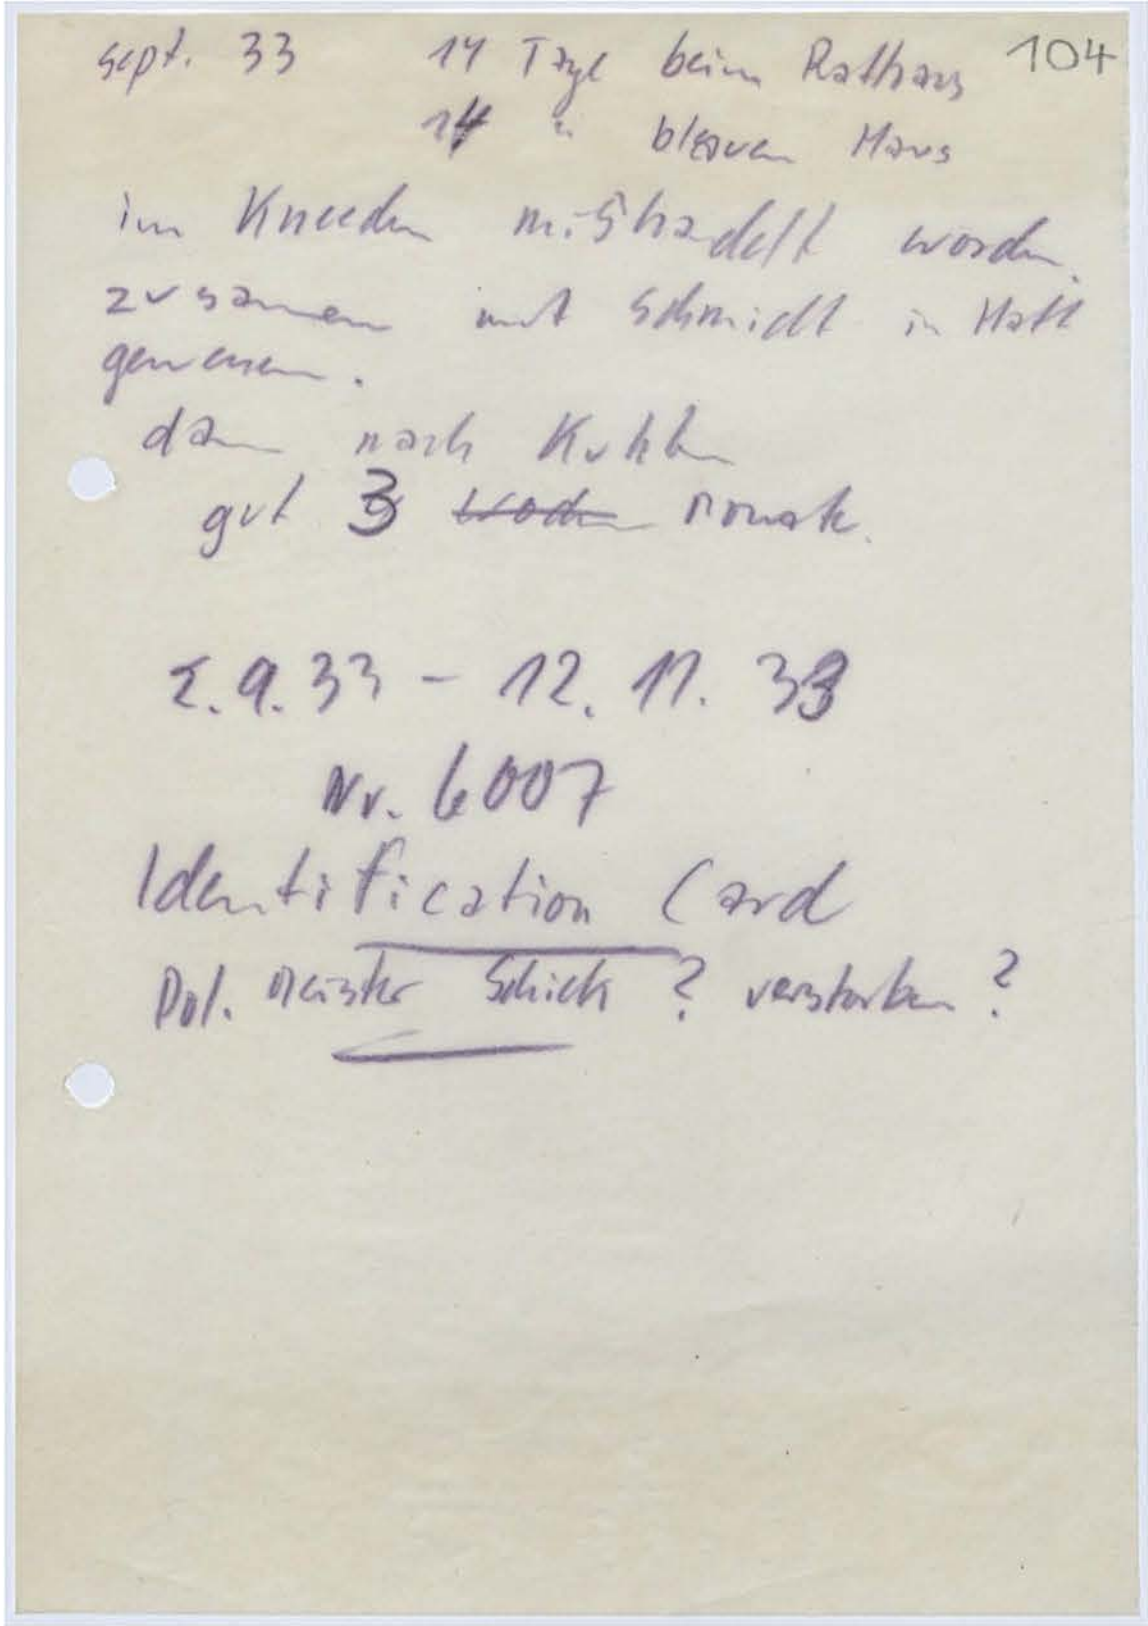 Sept. 33 14 Tage beim Rathaus 104
14 " blauen Haus
im Kneeden mißhandelt worden.
zusammen mit Schmidt in Haft
gewesen.
dann nach Kuhlen
gut 3 Wochen Monate.
2.9.33 - 12. 11. 33
Nr. 6007
Identification Card
Pol. Meister Schick ? verstorben ?